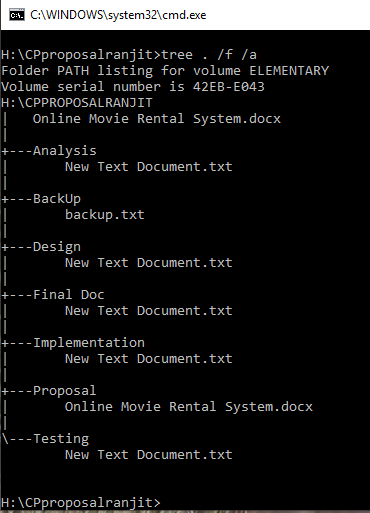 C:\WINDOWS\system32\cmd.exe
H:\CPproposalranjit>tree . /f /a
Folder PATH listing for volume ELEMENTARY
Volume serial number is 42EB-E043
H:\CPPROPOSALRANJIT
|   Online Movie Rental System.docx
|
+---Analysis
|       New Text Document.txt
|
+---BackUp
|       backup.txt
|
+---Design
|       New Text Document.txt
|
+---Final Doc
|       New Text Document.txt
|
+---Implementation
|       New Text Document.txt
|
+---Proposal
|       Online Movie Rental System.docx
|
\---Testing
        New Text Document.txt
H:\CPproposalranjit>